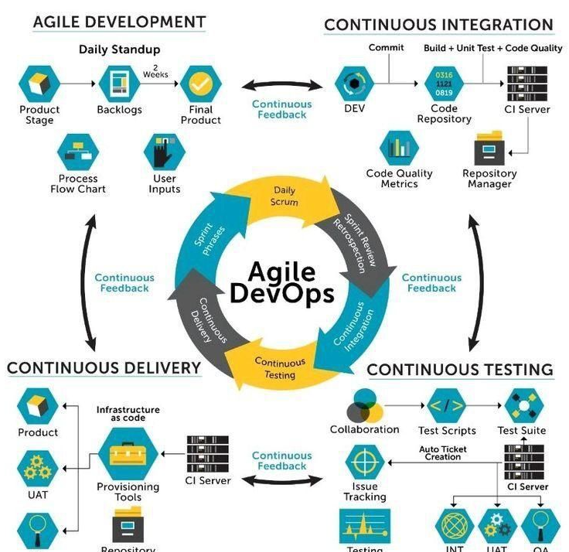 AGILE DEVELOPMENT
Daily Standup
2
Weeks
Product
Stage
Backlogs
Final
Product
Process
Flow Chart
User
Inputs
Continuous
Feedback
CONTINUOUS INTEGRATION
Commit
Build + Unit Test + Code Quality
DEV
0316
1121
0819
Code
Repository
CI Server
Code Quality
Metrics
Repository
Manager
Continuous
Feedback
Daily
Scrum
Sprint Review
Retrospection
Continuous
Integration
Continuous
Testing
Continuous
Delivery
Sprint
Phrases
Agile
DevOps
Continuous
Feedback
CONTINUOUS DELIVERY
Product
Infrastructure
as code
UAT
Provisioning
Tools
CI Server
Repository
Continuous
Feedback
CONTINUOUS TESTING
Collaboration
</>
Test Scripts
Test Suite
Auto Ticket
Creation
Issue
Tracking
CI Server
Testing
INT
UAT
QA